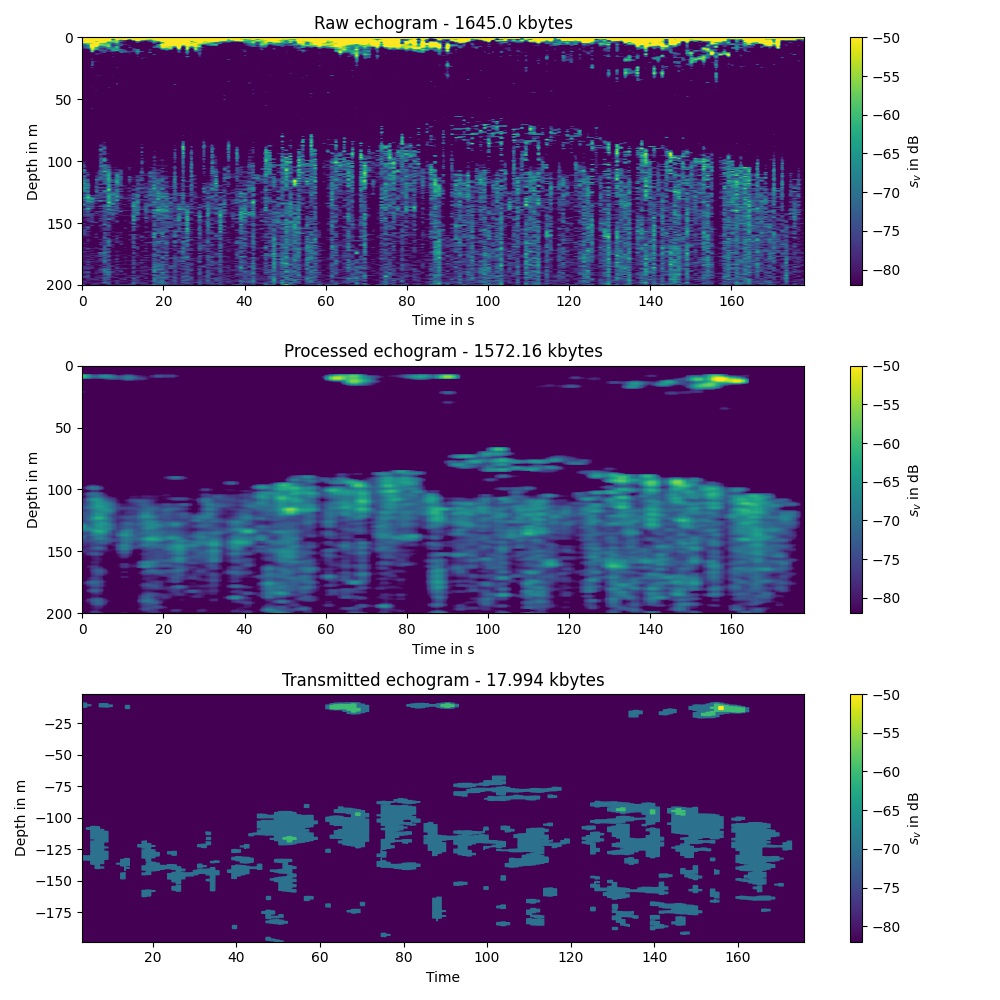 Raw echogram - 1645.0 kbytes
0
50
100
150
200
Depth in m
0 20 40 60 80 100 120 140 160
Time in s
−50
−55
−60
−65
−70
−75
−80
sv in dB
Processed echogram - 1572.16 kbytes
0
50
100
150
200
Depth in m
0 20 40 60 80 100 120 140 160
Time in s
−50
−55
−60
−65
−70
−75
−80
sv in dB
Transmitted echogram - 17.994 kbytes
−25
−50
−75
−100
−125
−150
−175
Depth in m
20 40 60 80 100 120 140 160
Time
−50
−55
−60
−65
−70
−75
−80
sv in dB